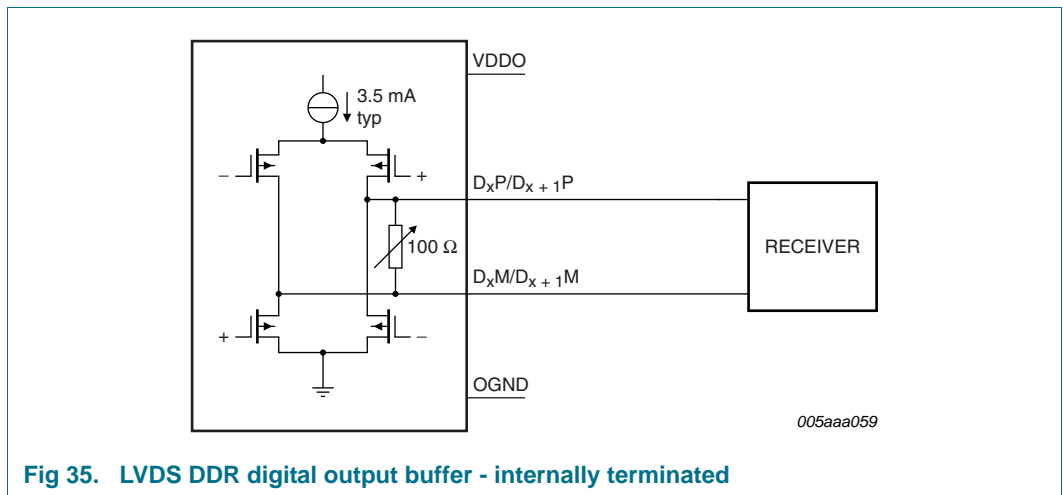 VDDO
3.5 mA
typ
− +
DxP/Dx + 1P
100 Ω
RECEIVER
DxM/Dx + 1M
+ −
OGND
005aaa059
Fig 35. LVDS DDR digital output buffer - internally terminated